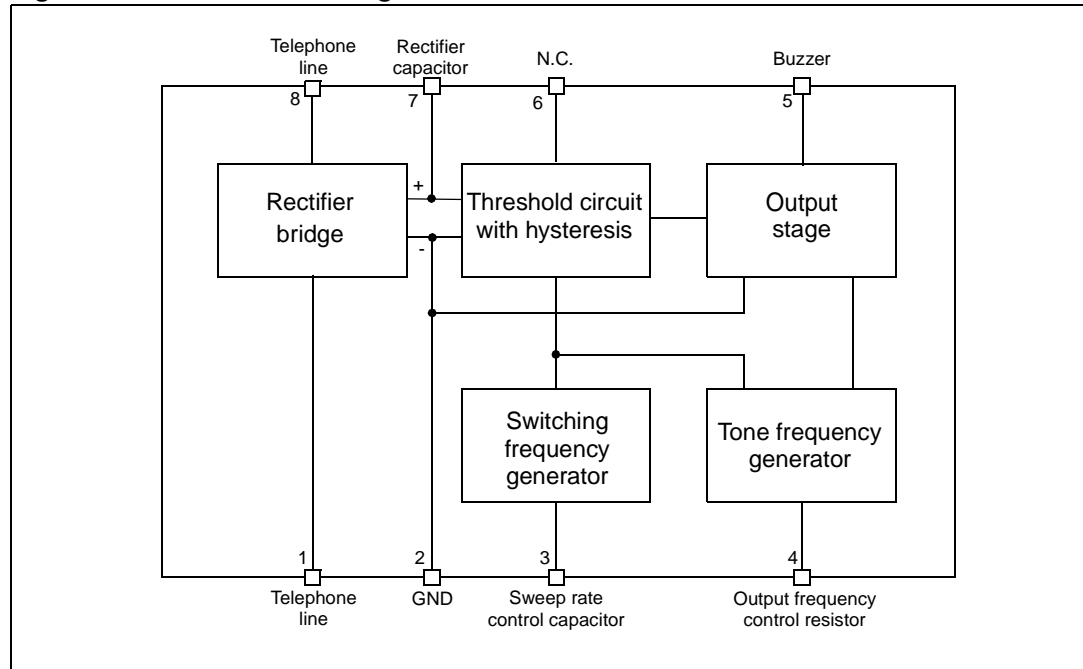 Telephone
line
Rectifier
capacitor
N.C.
Buzzer
8
7
6
5
Rectifier
bridge
+
-
Threshold circuit
with hysteresis
Output
stage
Switching
frequency
generator
Tone frequency
generator
1
2
3
4
Telephone
line
GND
Sweep rate
control capacitor
Output frequency
control resistor